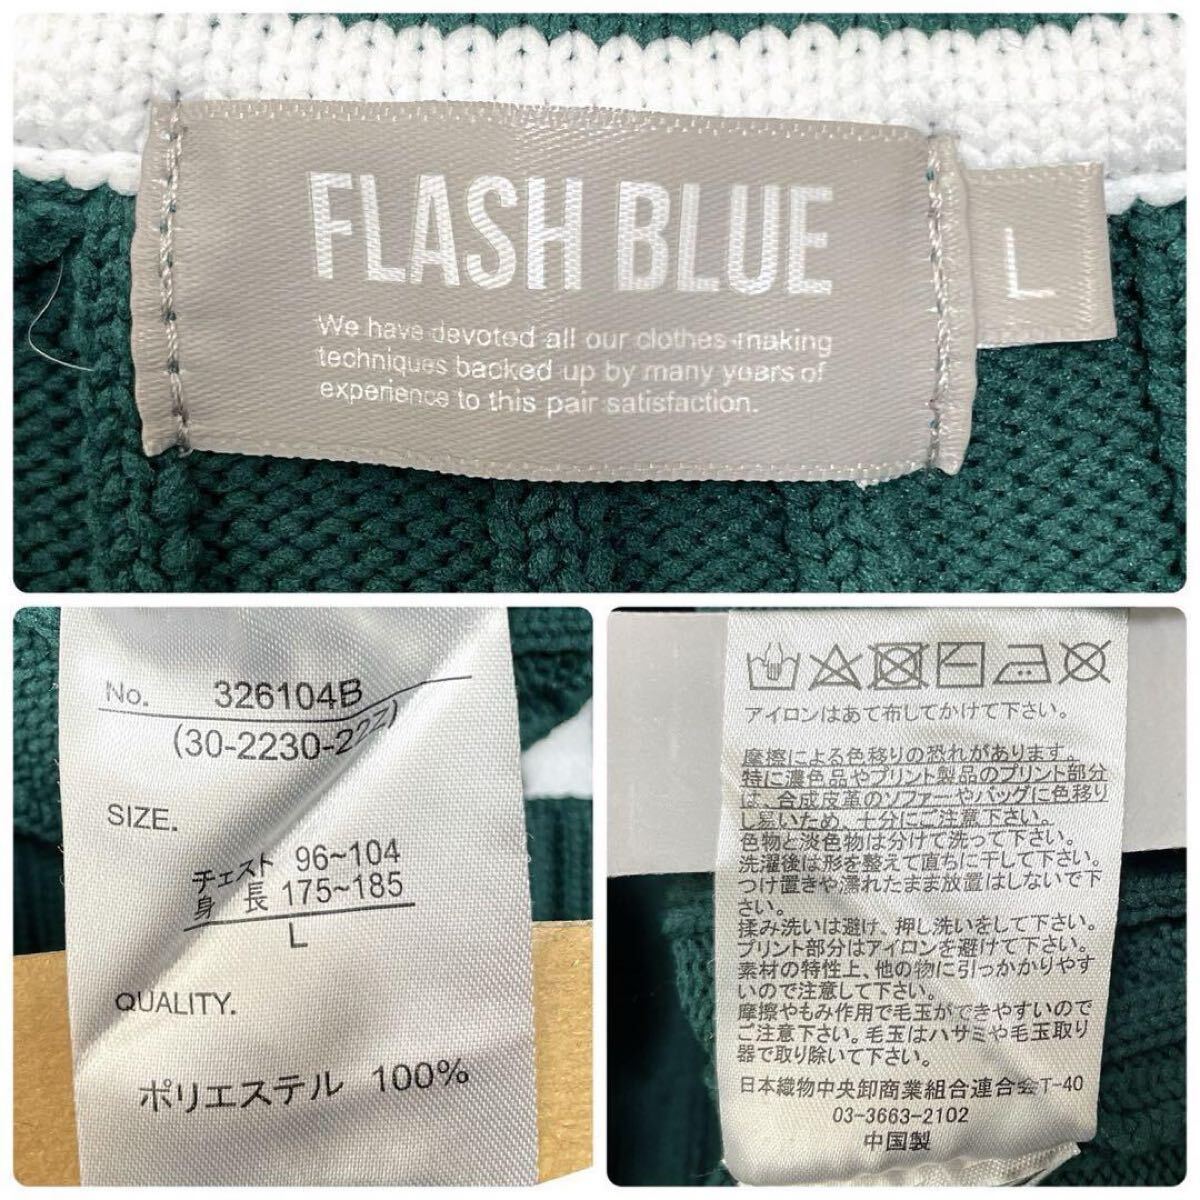 FLASH BLUE
L
We have devoted all our clothes-making
techniques backed up by many years of
experience to this pair satisfaction.
No. 326104B
(30-2230-22Z)
SIZE.
チェスト 96~104
身 長 175~185
L
QUALITY.
ポリエステル 100%
アイロンはあて布してかけて下さい。
摩擦による色移りの恐れがあります。
特に濃色品やプリント製品のプリント部分
は、合成皮革のソファーやバッグに色移り
し易いため、十分にご注意下さい。
色物と淡色物は分けて洗って下さい。
洗濯後は形を整えて直ちに干して下さい。
つけ置きや濡れたまま放置はしないで下
さい。
揉み洗いは避け、押し洗いをして下さい。
プリント部分はアイロンを避けて下さい。
素材の特性上、他の物に引っかかりやす
いので注意して下さい。
摩擦やもみ作用で毛玉ができやすいので
ご注意下さい。毛玉はハサミや毛玉取り
器で取り除いて下さい。
日本織物中央卸商業組合連合会T-40
03-3663-2102
中国製